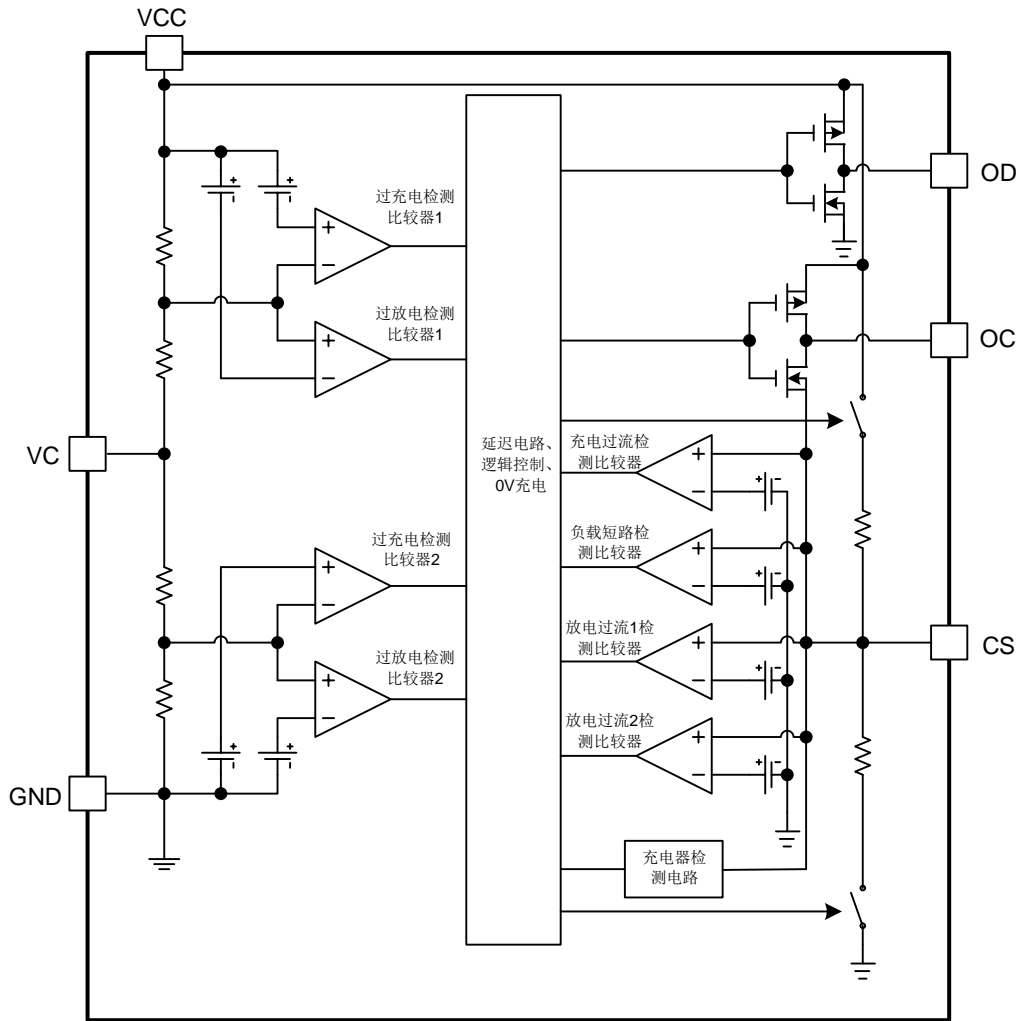 VCC
OD
过充电检测
比较器1
过放电检测
比较器1
OC
VC
延迟电路、
逻辑控制、
0V充电
充电过流检
测比较器
负载短路检
测比较器
过充电检测
比较器2
放电过流1检
测比较器
CS
过放电检测
比较器2
放电过流2检
测比较器
GND
充电器检
测电路